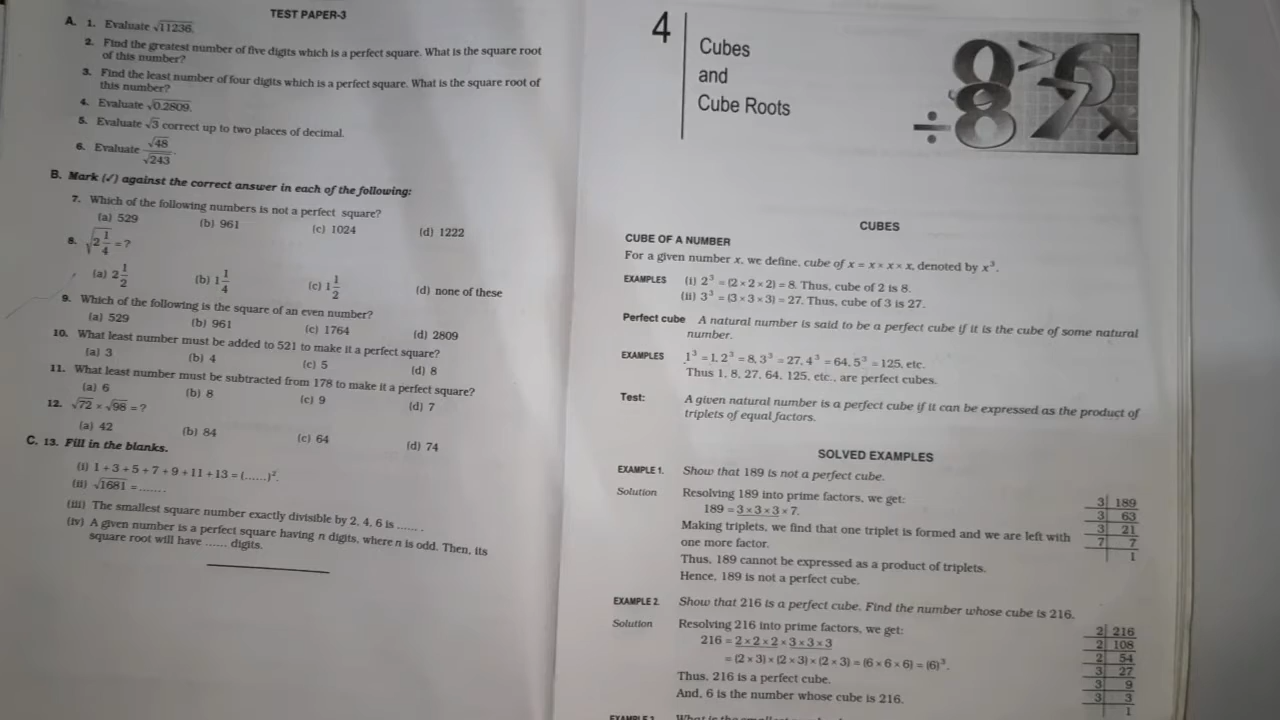 TEST PAPER-3
A. 1. Evaluate √11236.
2. Find the greatest number of five digits which is a perfect square. What is the square root
of this number?
3. Find the least number of four digits which is a perfect square. What is the square root of
this number?
4. Evaluate √0.2809.
5. Evaluate √3 correct up to two places of decimal.
6. Evaluate √48/√243.
B. Mark (✓) against the correct answer in each of the following:
7. Which of the following numbers is not a perfect square?
(a) 529 (b) 961 (c) 1024 (d) 1222
8. √(2 1/4) = ?
(a) 2 1/2 (b) 1 1/4 (c) 1 1/2 (d) none of these
9. Which of the following is the square of an even number?
(a) 529 (b) 961 (c) 1764 (d) 2809
10. What least number must be added to 521 to make it a perfect square?
(a) 3 (b) 4 (c) 5 (d) 8
11. What least number must be subtracted from 178 to make it a perfect square?
(a) 6 (b) 8 (c) 9 (d) 7
12. √72 × √98 = ?
(a) 42 (b) 84 (c) 64 (d) 74
C. 13. Fill in the blanks.
(i) 1 + 3 + 5 + 7 + 9 + 11 + 13 = (......)².
(ii) √1681 = .......
(iii) The smallest square number exactly divisible by 2, 4, 6 is ...... .
(iv) A given number is a perfect square having n digits, where n is odd. Then, its
square root will have ...... digits.
4
Cubes
and
Cube Roots
CUBES
CUBE OF A NUMBER
For a given number x, we define, cube of x = x × x × x, denoted by x³.
EXAMPLES (i) 2³ = (2 × 2 × 2) = 8. Thus, cube of 2 is 8.
(ii) 3³ = (3 × 3 × 3) = 27. Thus, cube of 3 is 27.
Perfect cube A natural number is said to be a perfect cube if it is the cube of some natural
number.
EXAMPLES 1³ = 1, 2³ = 8, 3³ = 27, 4³ = 64, 5³ = 125, etc.
Thus 1, 8, 27, 64, 125, etc., are perfect cubes.
Test: A given natural number is a perfect cube if it can be expressed as the product of
triplets of equal factors.
SOLVED EXAMPLES
EXAMPLE 1. Show that 189 is not a perfect cube.
Solution Resolving 189 into prime factors, we get:
189 = 3 × 3 × 3 × 7.
Making triplets, we find that one triplet is formed and we are left with
one more factor.
Thus, 189 cannot be expressed as a product of triplets.
Hence, 189 is not a perfect cube.
3 189
3 63
3 21
7 7
1
EXAMPLE 2. Show that 216 is a perfect cube. Find the number whose cube is 216.
Solution Resolving 216 into prime factors, we get:
216 = 2 × 2 × 2 × 3 × 3 × 3
= (2 × 3) × (2 × 3) × (2 × 3) = (6 × 6 × 6) = (6)³.
Thus, 216 is a perfect cube.
And, 6 is the number whose cube is 216.
2 216
2 108
2 54
3 27
3 9
3 3
1
EXAMPLE 3. What is the smallest